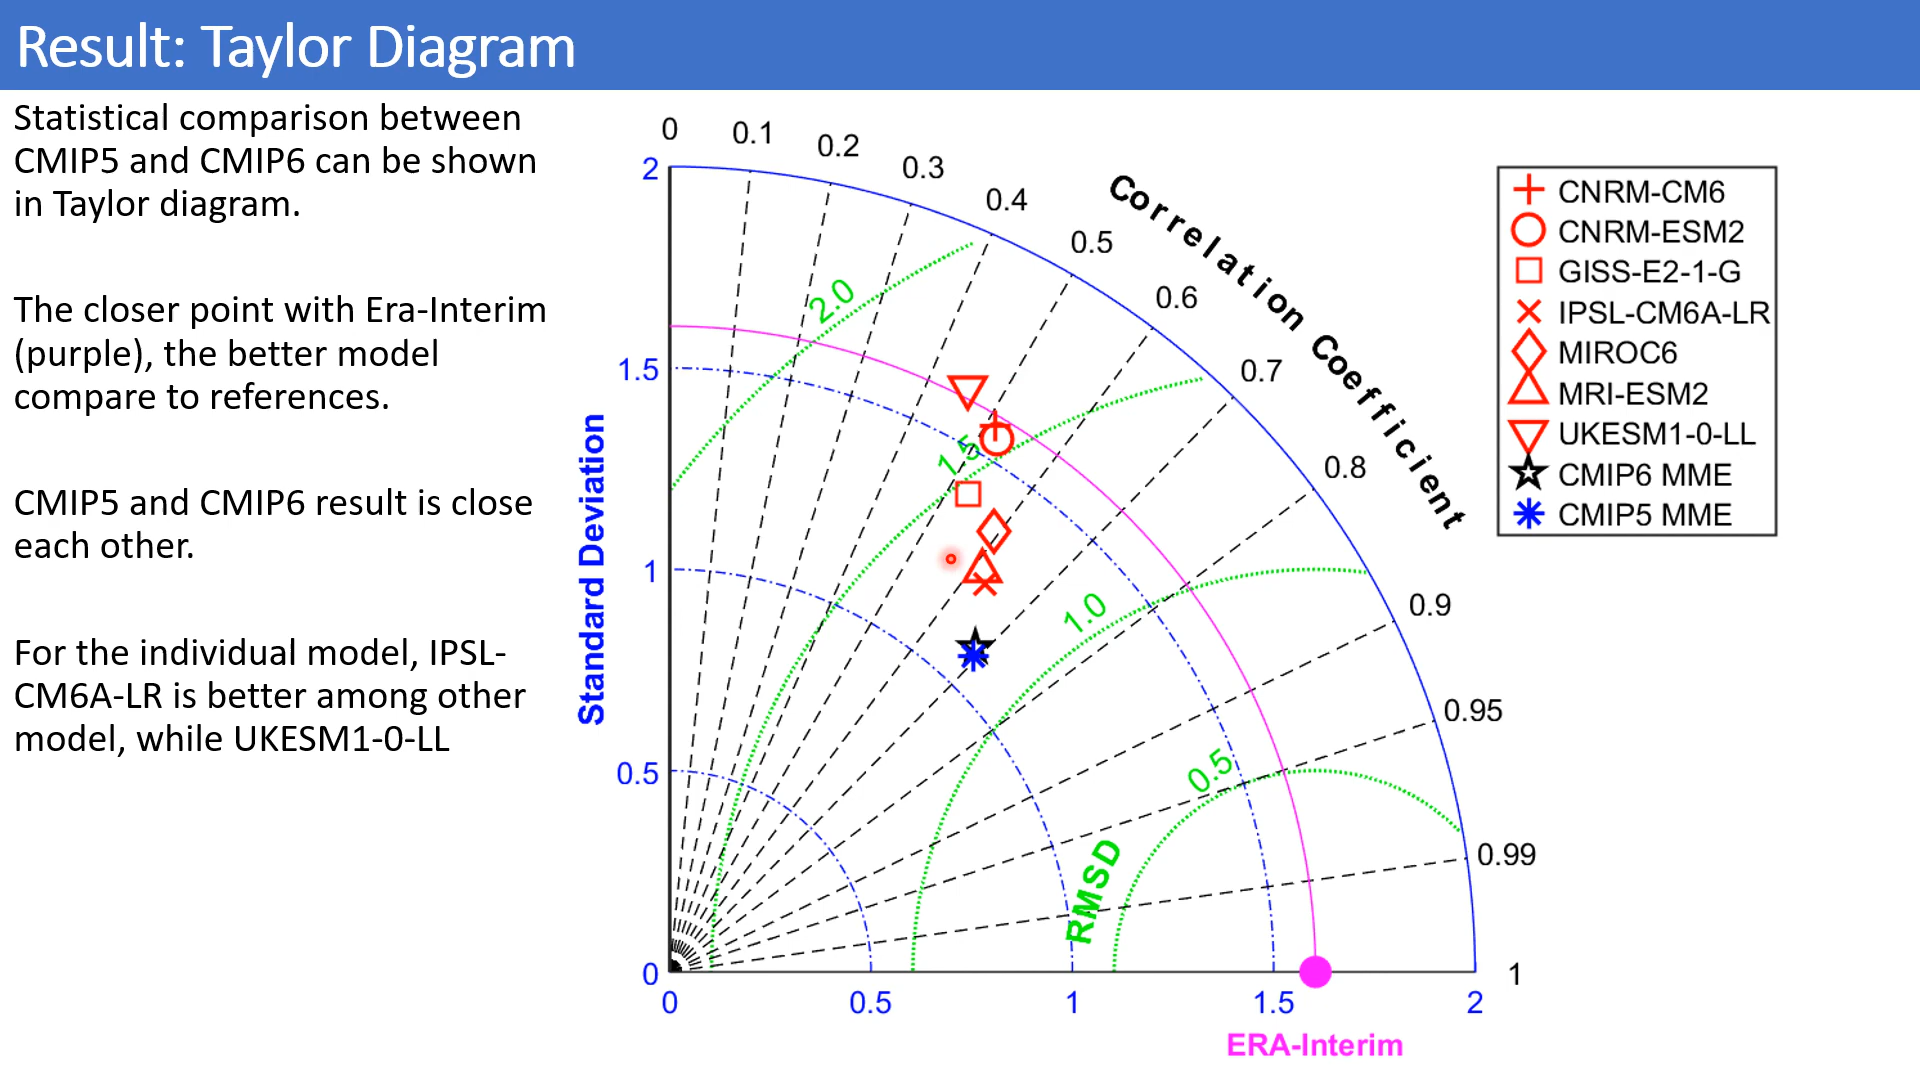 Result: Taylor Diagram
Statistical comparison between
CMIP5 and CMIP6 can be shown
in Taylor diagram.
The closer point with Era-Interim
(purple), the better model
compare to references.
CMIP5 and CMIP6 result is close
each other.
For the individual model, IPSL-
CM6A-LR is better among other
model, while UKESM1-0-LL
0
0.1
0.2
0.3
0.4
0.5
0.6
0.7
0.8
0.9
0.95
0.99
1
Correlation Coefficient
2
1.5
1
0.5
0
Standard Deviation
2.0
1.5
1.0
0.5
RMSD
0
0.5
1
1.5
2
ERA-Interim
CNRM-CM6
CNRM-ESM2
GISS-E2-1-G
IPSL-CM6A-LR
MIROC6
MRI-ESM2
UKESM1-0-LL
CMIP6 MME
CMIP5 MME